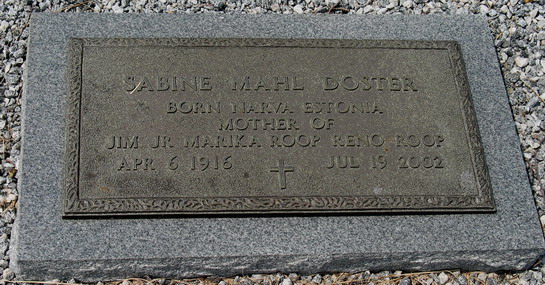 SABINE MAHL DOSTER
BORN NARVA ESTONIA
MOTHER OF
JIM JR MARIKA ROOP RENO ROOP
APR 6 1916 JUL 19 2002